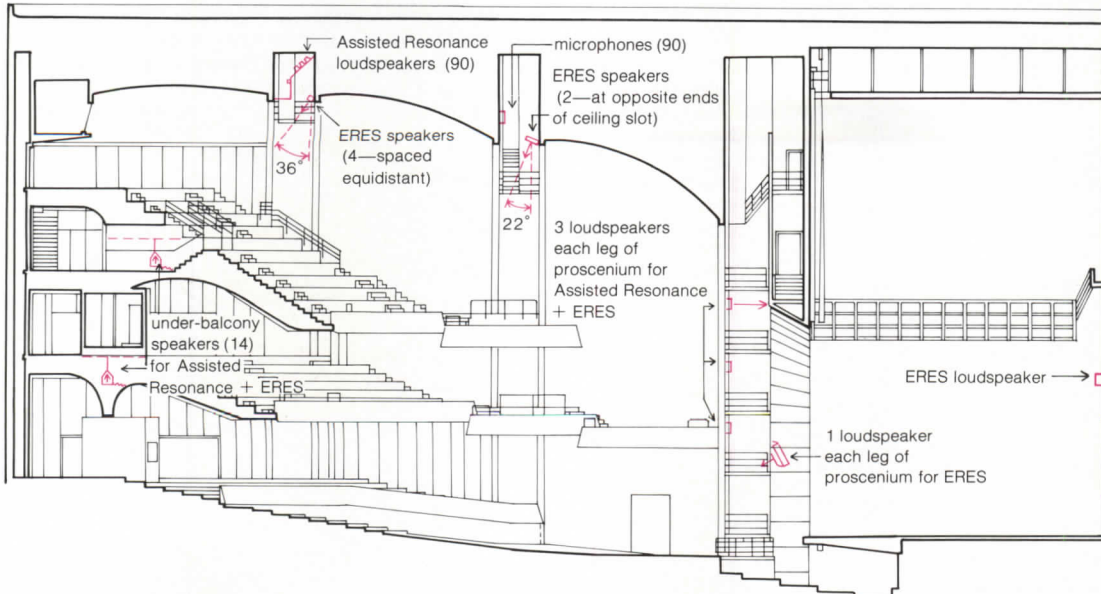 Assisted Resonance
loudspeakers (90)
microphones (90)
ERES speakers
(2—at opposite ends
of ceiling slot)
ERES speakers
(4—spaced
equidistant)
36°
22°
3 loudspeakers
each leg of
proscenium for
Assisted Resonance
+ ERES
under-balcony
speakers (14)
for Assisted
Resonance + ERES
ERES loudspeaker
1 loudspeaker
each leg of
proscenium for ERES